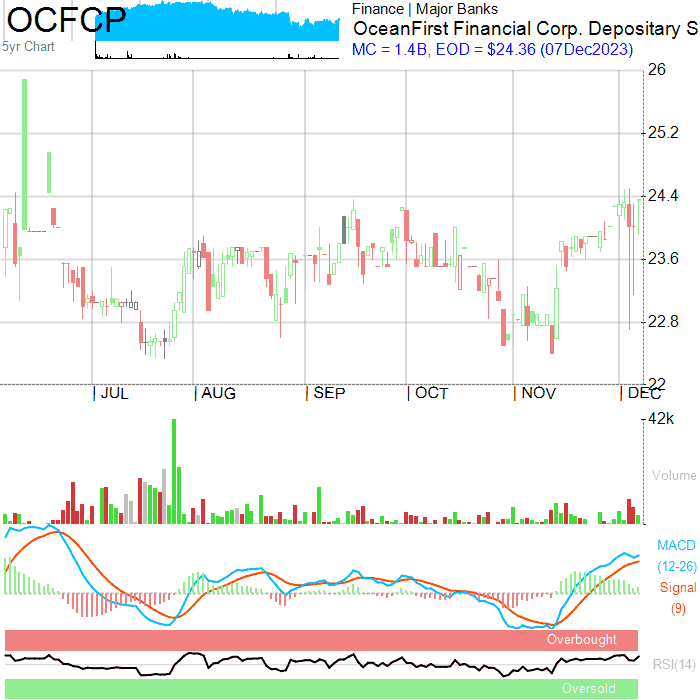 OCFCP
5yr Chart
Finance | Major Banks
OceanFirst Financial Corp. Depositary S
MC = 1.4B, EOD = $24.36 (07Dec2023)
26
25.2
24.4
23.6
22.8
22
JUL AUG SEP OCT NOV DEC
42k
Volume
MACD
(12-26)
Signal
(9)
Overbought
RSI(14)
Oversold